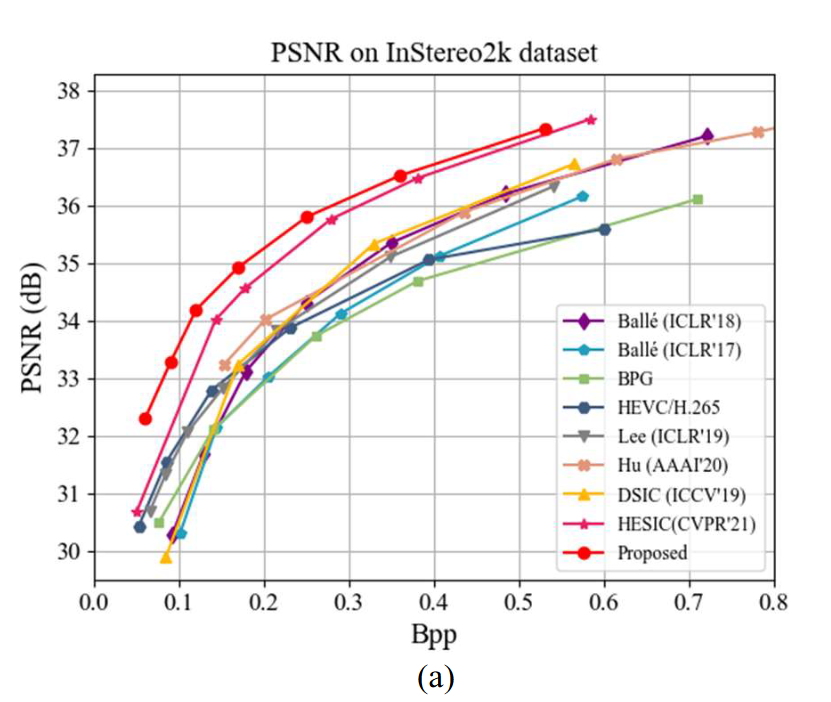 PSNR on InStereo2k dataset
38
37
36
35
34
33
32
31
30
PSNR (dB)
Ballé (ICLR'18)
Ballé (ICLR'17)
BPG
HEVC/H.265
Lee (ICLR'19)
Hu (AAAI'20)
DSIC (ICCV'19)
HESIC(CVPR'21)
Proposed
0.0 0.1 0.2 0.3 0.4 0.5 0.6 0.7 0.8
Bpp
(a)